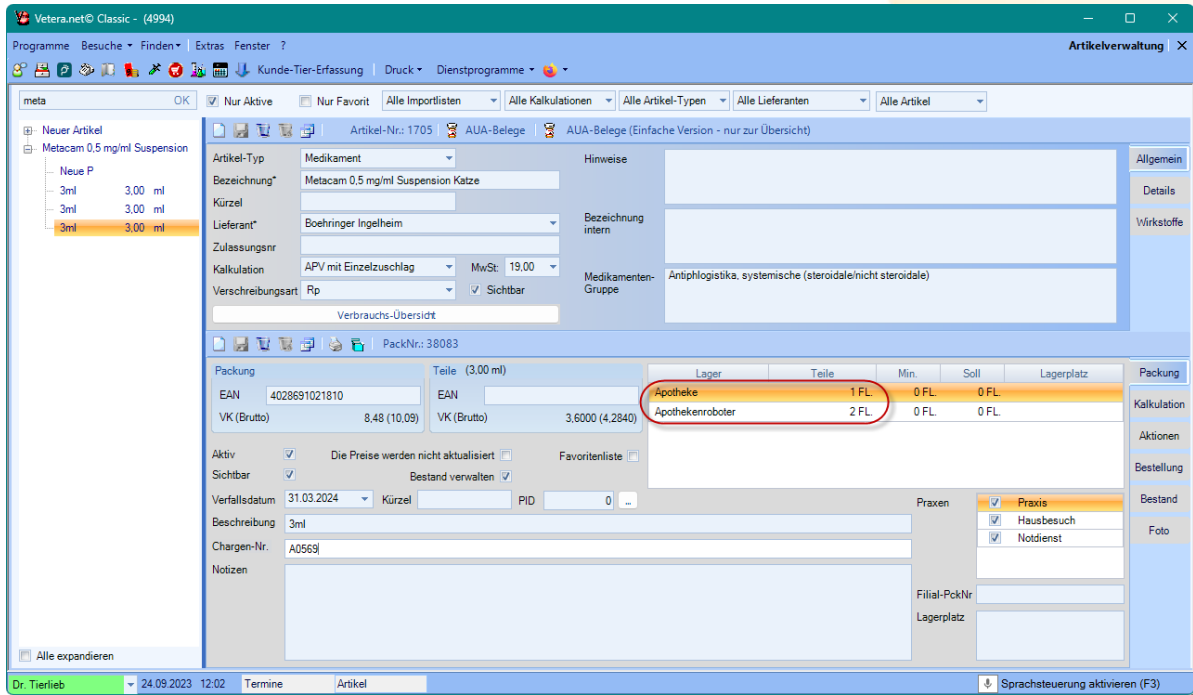 Vetera.net© Classic - (4994)
Programme Besuche Finden Extras Fenster ? Artikelverwaltung X
Kunde-Tier-Erfassung Druck Dienstprogramme
meta OK Nur Aktive Nur Favorit Alle Importlisten Alle Kalkulationen Alle Artikel-Typen Alle Lieferanten Alle Artikel
Neuer Artikel
Metacam 0,5 mg/ml Suspension
Neue P
3ml 3,00 ml
3ml 3,00 ml
3ml 3,00 ml
Alle expandieren
Artikel-Nr.: 1705 AUA-Belege AUA-Belege (Einfache Version - nur zur Übersicht)
Artikel-Typ Medikament
Bezeichnung* Metacam 0,5 mg/ml Suspension Katze
Kürzel
Lieferant* Boehringer Ingelheim
Zulassungsnr
Kalkulation APV mit Einzelzuschlag MwSt: 19,00
Verschreibungsart Rp Sichtbar
Verbrauchs-Übersicht
Hinweise
Bezeichnung
intern
Medikamenten-
Gruppe
Antiphlogistika, systemische (steroidale/nicht steroidale)
Allgemein
Details
Wirkstoffe
PackNr.: 38083
Packung Teile (3,00 ml)
EAN 4028691021810 EAN
VK (Brutto) 8,48 (10,09) VK (Brutto) 3,6000 (4,2840)
Lager Teile Min. Soll Lagerplatz
Apotheke 1 FL. 0 FL. 0 FL.
Apothekenroboter 2 FL. 0 FL. 0 FL.
Aktiv Die Preise werden nicht aktualisiert Favoritenliste
Sichtbar Bestand verwalten
Verfallsdatum 31.03.2024 Kürzel PID 0 ...
Beschreibung 3ml
Chargen-Nr. A0569
Notizen
Praxen Praxis
Hausbesuch
Notdienst
Filial-PckNr
Lagerplatz
Packung
Kalkulation
Aktionen
Bestellung
Bestand
Foto
Dr. Tierlieb 24.09.2023 12:02 Termine Artikel Sprachsteuerung aktivieren (F3)